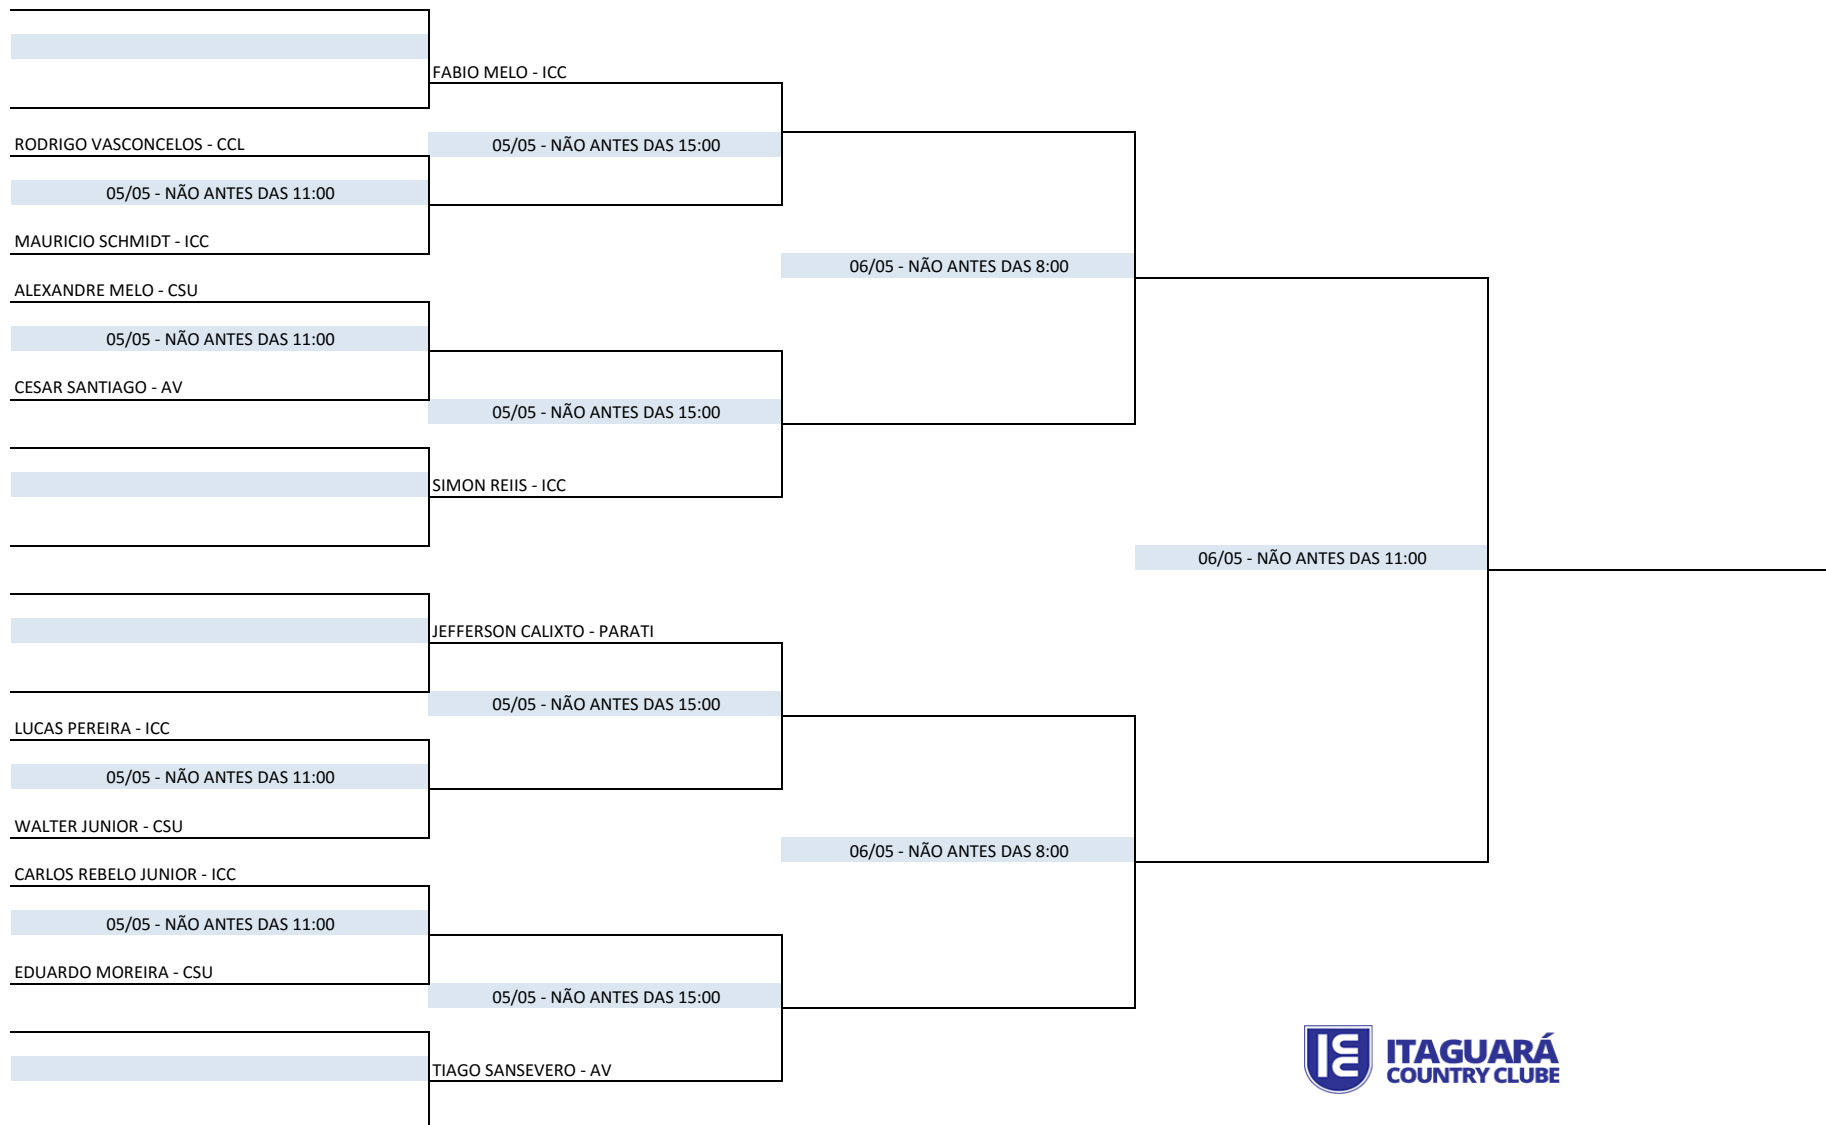 FABIO MELO - ICC
RODRIGO VASCONCELOS - CCL
05/05 - NÃO ANTES DAS 15:00
05/05 - NÃO ANTES DAS 11:00
MAURICIO SCHMIDT - ICC
06/05 - NÃO ANTES DAS 8:00
ALEXANDRE MELO - CSU
05/05 - NÃO ANTES DAS 11:00
CESAR SANTIAGO - AV
05/05 - NÃO ANTES DAS 15:00
SIMON REIIS - ICC
06/05 - NÃO ANTES DAS 11:00
JEFFERSON CALIXTO - PARATI
05/05 - NÃO ANTES DAS 15:00
LUCAS PEREIRA - ICC
05/05 - NÃO ANTES DAS 11:00
WALTER JUNIOR - CSU
06/05 - NÃO ANTES DAS 8:00
CARLOS REBELO JUNIOR - ICC
05/05 - NÃO ANTES DAS 11:00
EDUARDO MOREIRA - CSU
05/05 - NÃO ANTES DAS 15:00
TIAGO SANSEVERO - AV
ITAGUARÁ
COUNTRY CLUBE